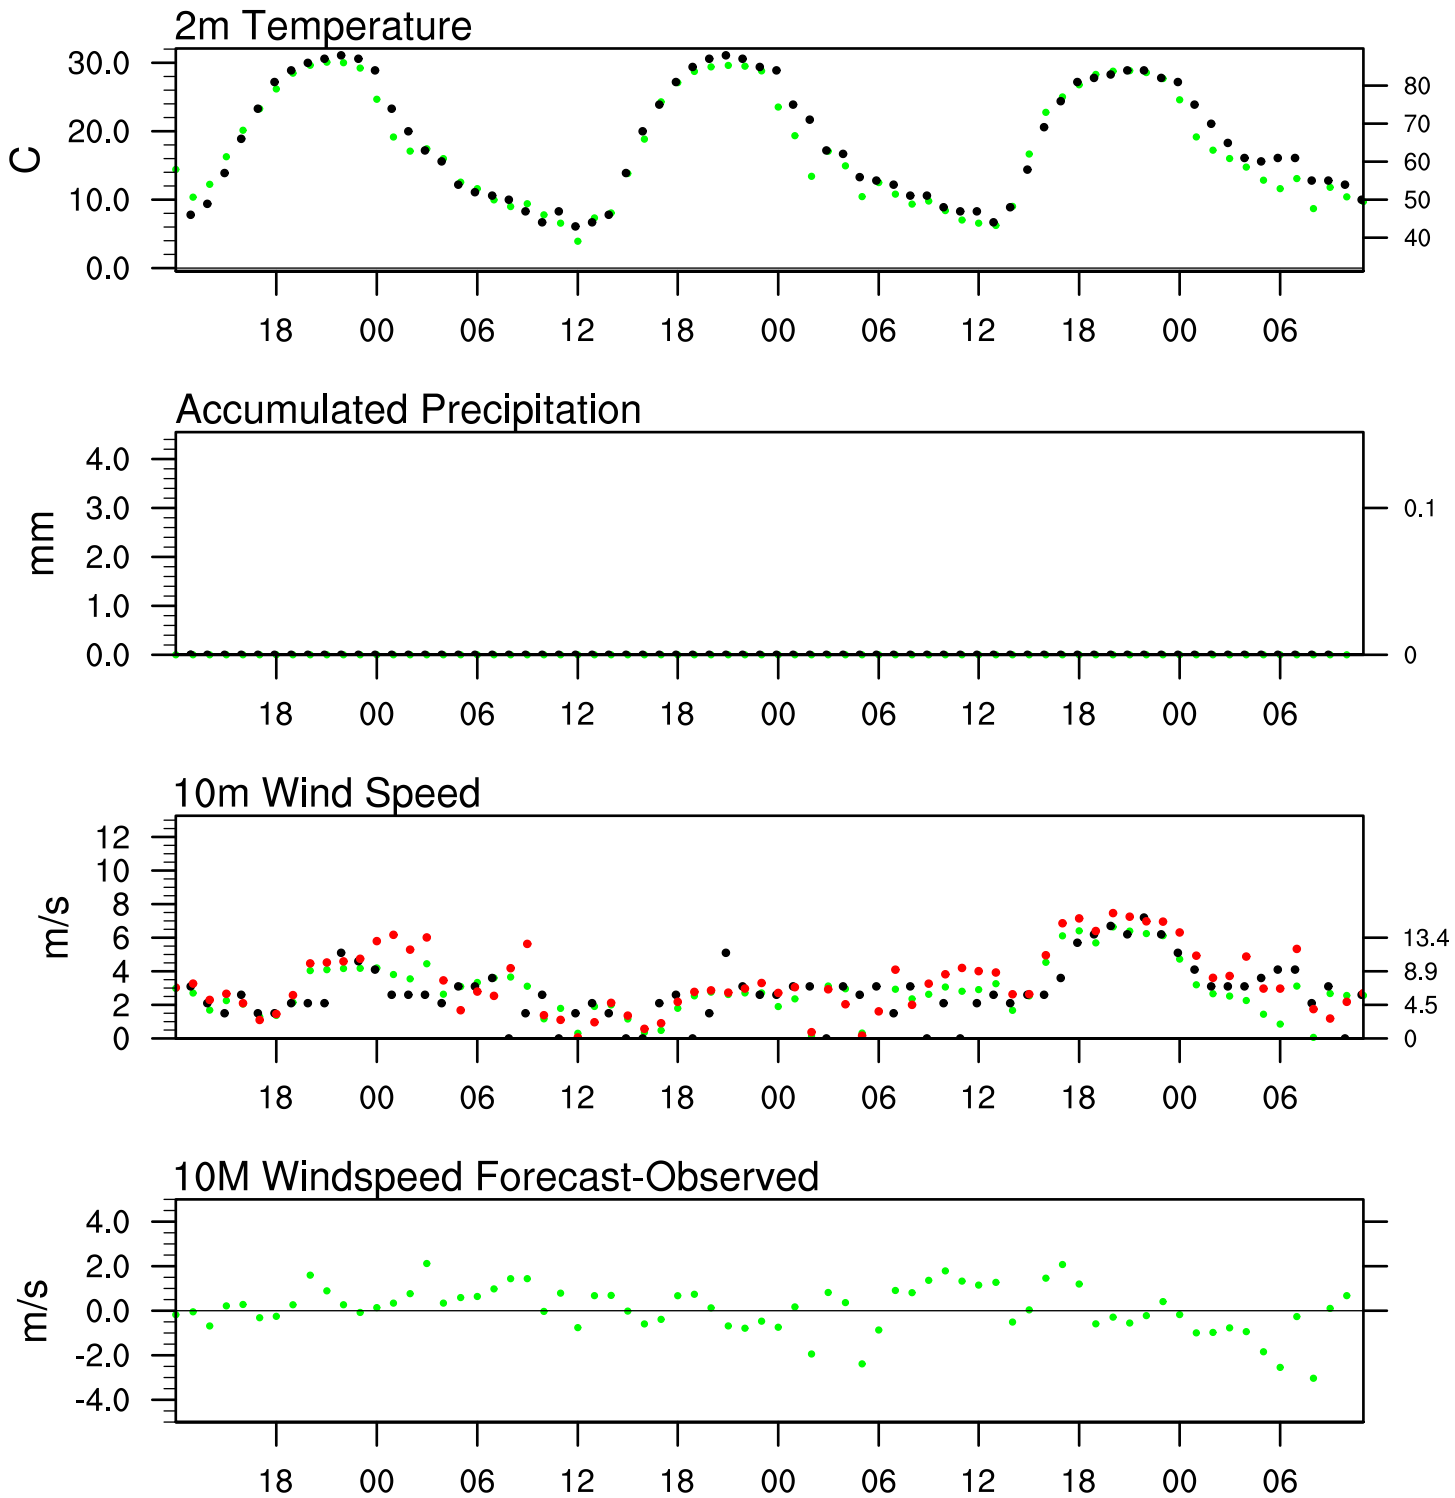 2m Temperature
30.0
20.0
10.0
0.0
C
80
70
60
50
40
18 00 06 12 18 00 06 12 18 00 06
Accumulated Precipitation
4.0
3.0
2.0
1.0
0.0
mm
0.1
0
18 00 06 12 18 00 06 12 18 00 06
10m Wind Speed
12
10
8
6
4
2
0
m/s
13.4
8.9
4.5
0
18 00 06 12 18 00 06 12 18 00 06
10M Windspeed Forecast-Observed
4.0
2.0
0.0
-2.0
-4.0
m/s
18 00 06 12 18 00 06 12 18 00 06